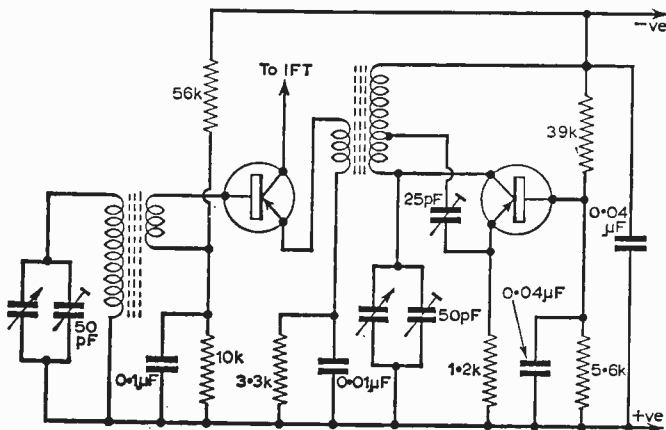 −ve
To IFT
56k
39k
25pF
0·04
μF
0·04μF
50
pF
50pF
10k
0·1μF
3·3k
0·01μF
1·2k
5·6k
+ve